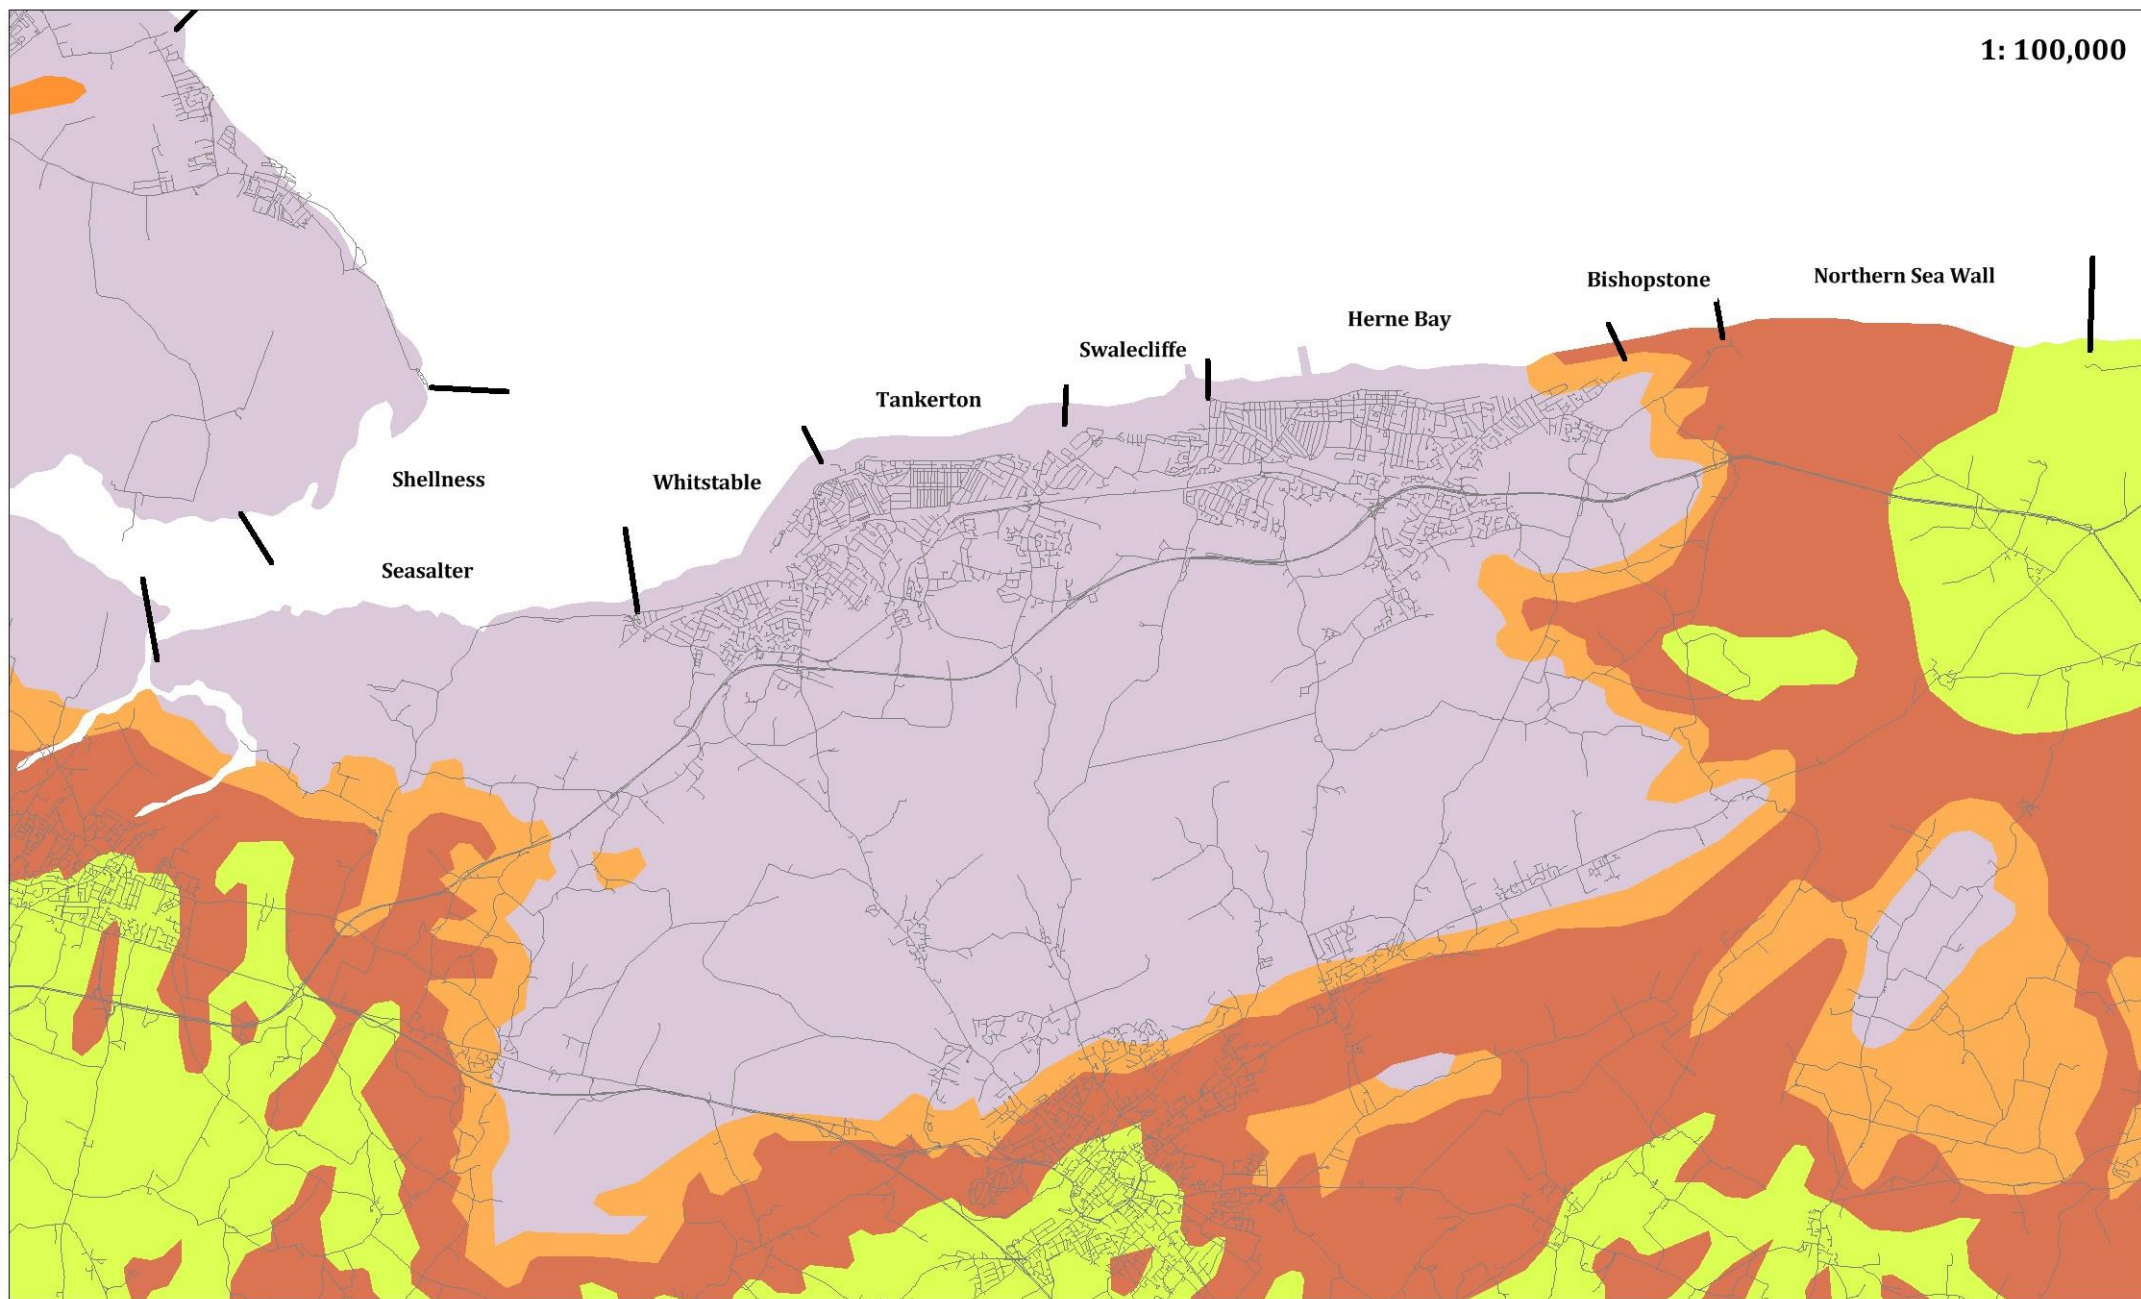 1: 100,000
Northern Sea Wall
Bishopstone
Herne Bay
Swalecliffe
Tankerton
Whitstable
Shellness
Seasalter